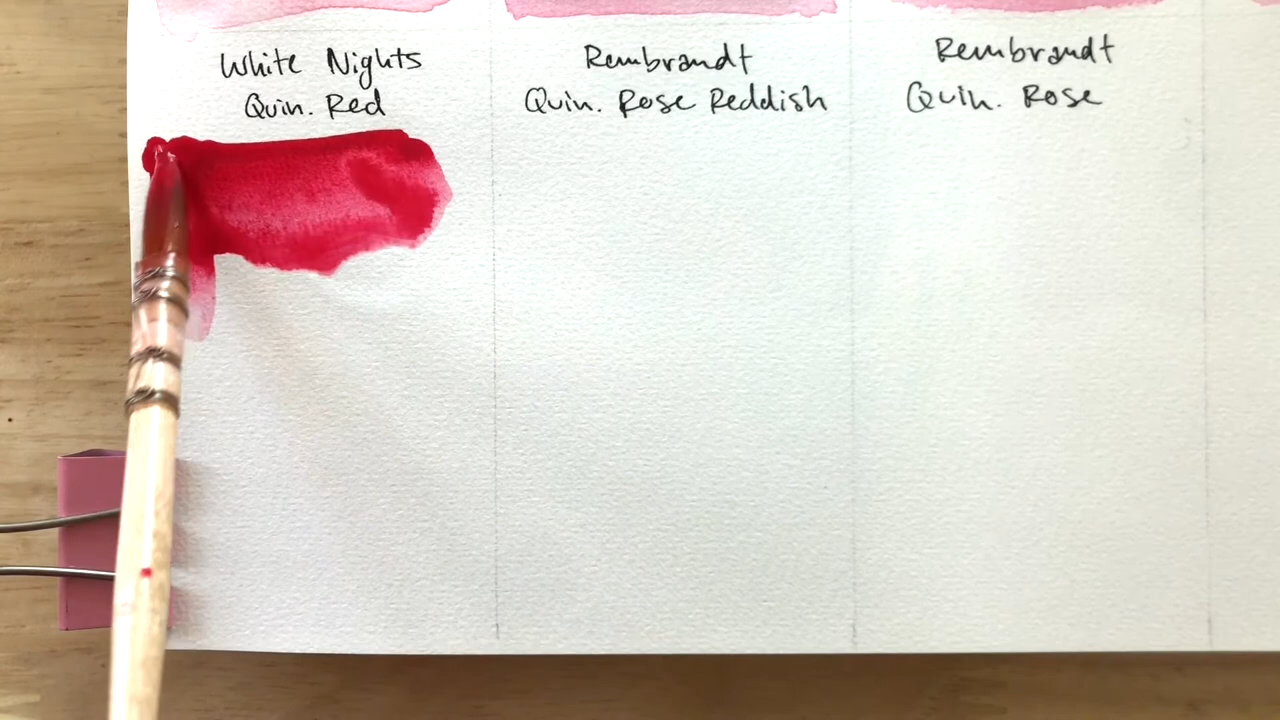 White Nights
Quin. Red
Rembrandt
Quin. Rose Reddish
Rembrandt
Quin. Rose